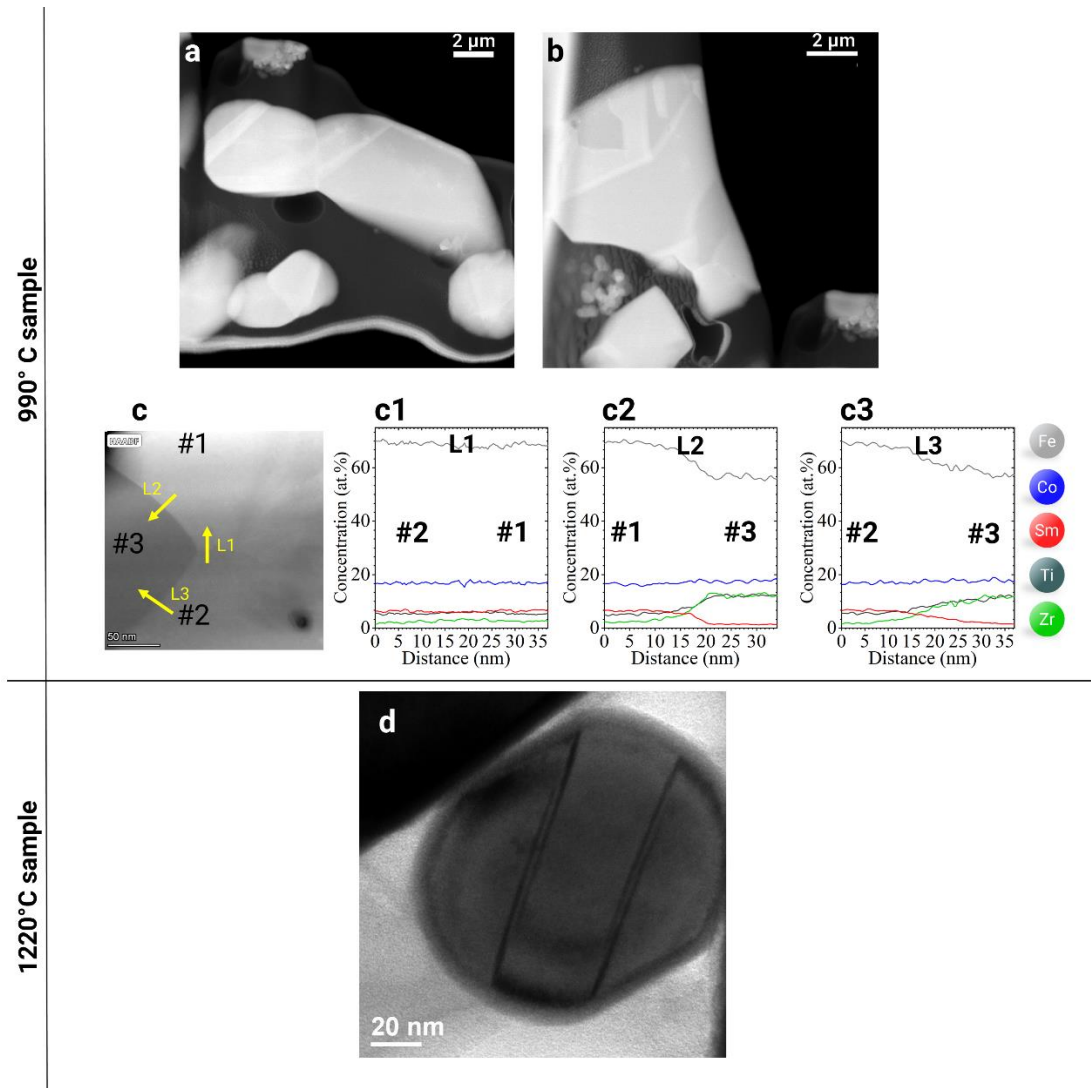 990° C sample
a
2 µm
b
2 µm
c
HAADF
#1
L2
#3
L1
L3
#2
50 nm
c1
L1
#2
#1
Concentration (at.%)
60
40
20
0
0 5 10 15 20 25 30 35
Distance (nm)
c2
L2
#1
#3
Concentration (at.%)
60
40
20
0
0 5 10 15 20 25 30
Distance (nm)
c3
L3
#2
#3
Concentration (at.%)
60
40
20
0
0 5 10 15 20 25 30 35
Distance (nm)
Fe
Co
Sm
Ti
Zr
1220°C sample
d
20 nm